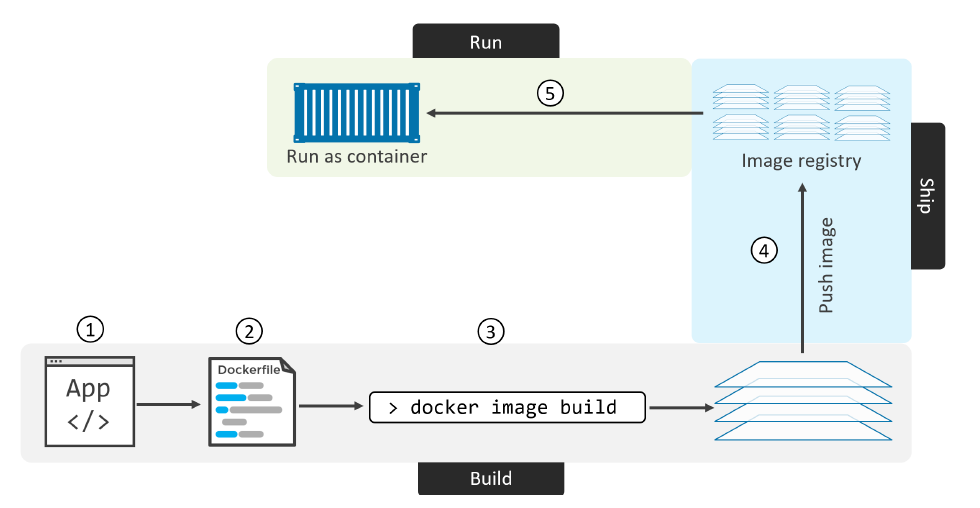 Run
5
Run as container
Image registry
Ship
4
Push image
1
2
3
App
</>
Dockerfile
> docker image build
Build